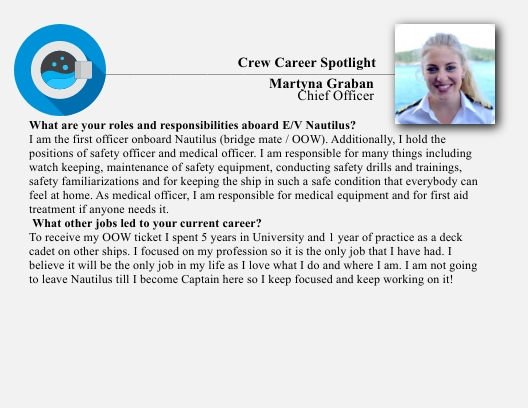 Crew Career Spotlight
Martyna Graban
Chief Officer
What are your roles and responsibilities aboard E/V Nautilus?
I am the first officer onboard Nautilus (bridge mate / OOW). Additionally, I hold the
positions of safety officer and medical officer. I am responsible for many things including
watch keeping, maintenance of safety equipment, conducting safety drills and trainings,
safety familiarizations and for keeping the ship in such a safe condition that everybody can
feel at home. As medical officer, I am responsible for medical equipment and for first aid
treatment if anyone needs it.
What other jobs led to your current career?
To receive my OOW ticket I spent 5 years in University and 1 year of practice as a deck
cadet on other ships. I focused on my profession so it is the only job that I have had. I
believe it will be the only job in my life as I love what I do and where I am. I am not going
to leave Nautilus till I become Captain here so I keep focused and keep working on it!